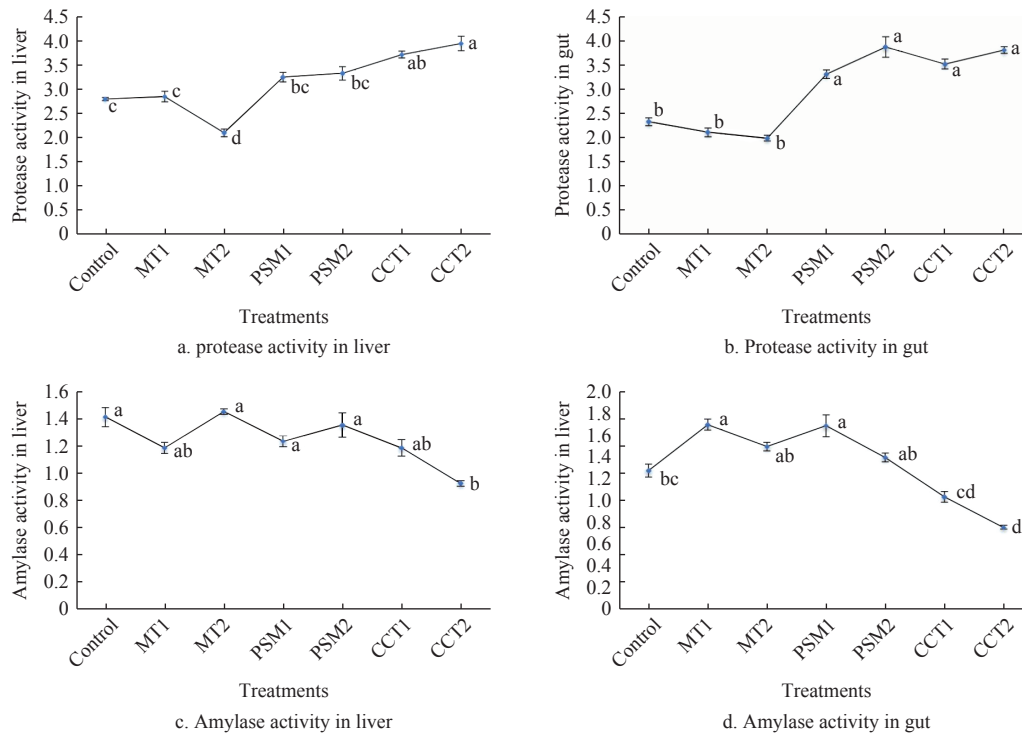 4.5
4.0
3.5
3.0
2.5
2.0
1.5
1.0
0.5
0
Protease activity in liver
c
c
d
bc
bc
ab
a
Control
MT1
MT2
PSM1
PSM2
CCT1
CCT2
Treatments
a. protease activity in liver
4.5
4.0
3.5
3.0
2.5
2.0
1.5
1.0
0.5
0
Protease activity in gut
b
b
b
a
a
a
a
Control
MT1
MT2
PSM1
PSM2
CCT1
CCT2
Treatments
b. Protease activity in gut
1.6
1.4
1.2
1.0
0.8
0.6
0.4
0.2
0
Amylase activity in liver
a
ab
a
a
a
ab
b
Control
MT1
MT2
PSM1
PSM2
CCT1
CCT2
Treatments
c. Amylase activity in liver
2.0
1.8
1.6
1.4
1.0
0.8
0.6
0.2
0
Amylase activity in liver
bc
a
ab
a
ab
cd
d
Control
MT1
MT2
PSM1
PSM2
CCT1
CCT2
Treatments
d. Amylase activity in gut